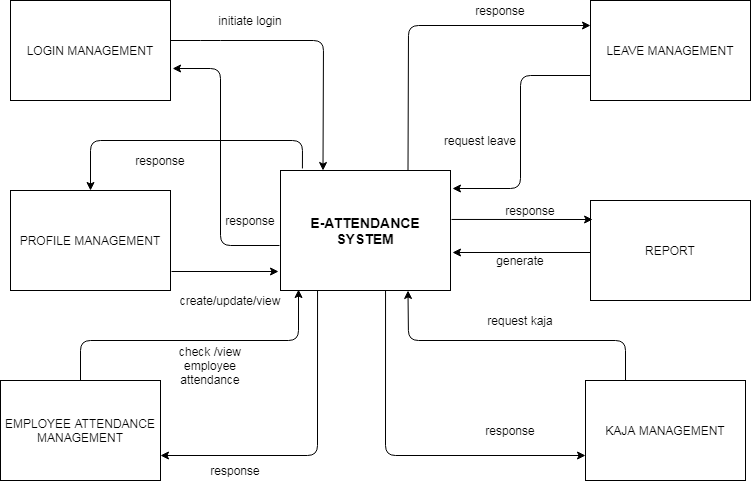 response
initiate login
LOGIN MANAGEMENT
LEAVE MANAGEMENT
request leave
response
response
response
E-ATTENDANCE
SYSTEM
PROFILE MANAGEMENT
REPORT
generate
create/update/view
request kaja
check /view
employee
attendance
EMPLOYEE ATTENDANCE
MANAGEMENT
response
KAJA MANAGEMENT
response